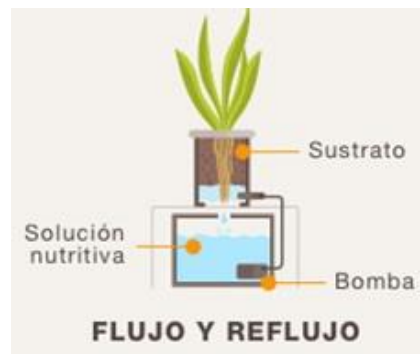 Sustrato
Solución
nutritiva
Bomba
FLUJO Y REFLUJO